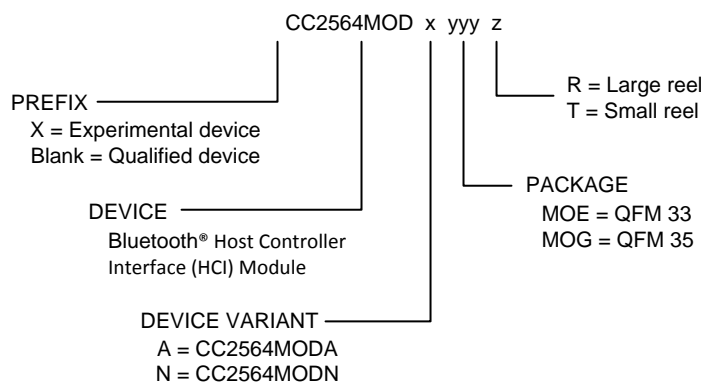 CC2564MOD x yyy z
PREFIX
X = Experimental device
Blank = Qualified device
R = Large reel
T = Small reel
DEVICE
Bluetooth® Host Controller
Interface (HCI) Module
PACKAGE
MOE = QFM 33
MOG = QFM 35
DEVICE VARIANT
A = CC2564MODA
N = CC2564MODN